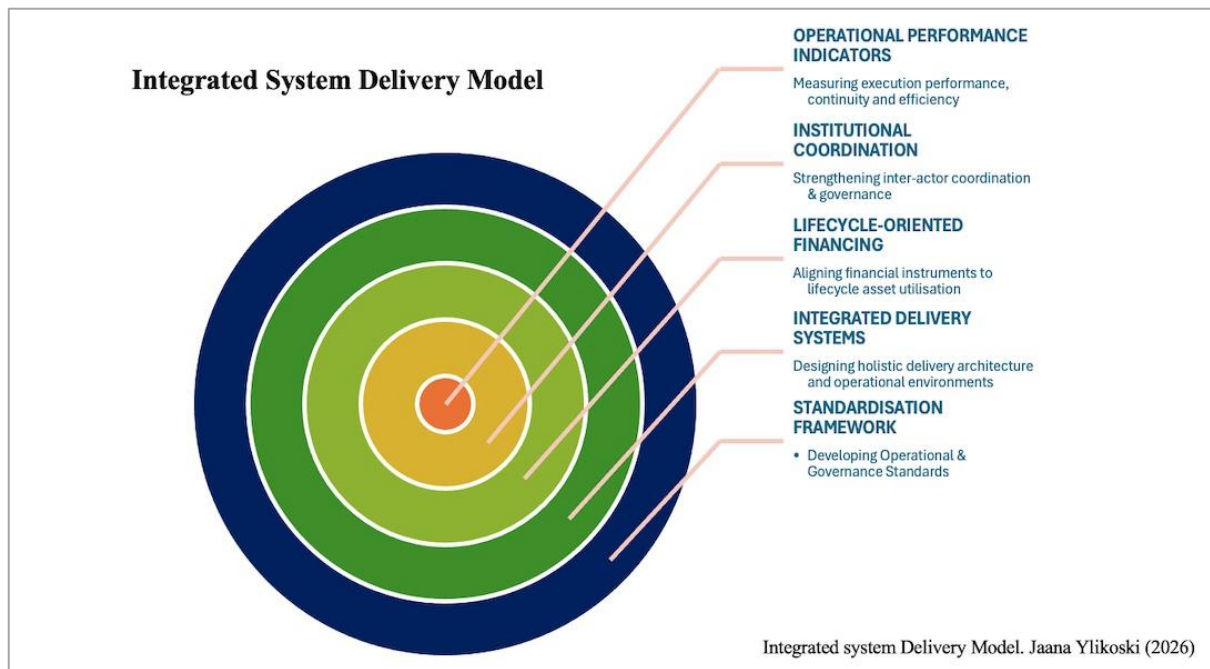 Integrated System Delivery Model
OPERATIONAL PERFORMANCE
INDICATORS
Measuring execution performance,
continuity and efficiency
INSTITUTIONAL
COORDINATION
Strengthening inter-actor coordination
& governance
LIFECYCLE-ORIENTED
FINANCING
Aligning financial instruments to
lifecycle asset utilisation
INTEGRATED DELIVERY
SYSTEMS
Designing holistic delivery architecture
and operational environments
STANDARDISATION
FRAMEWORK
• Developing Operational &
Governance Standards
Integrated system Delivery Model. Jaana Ylikoski (2026)